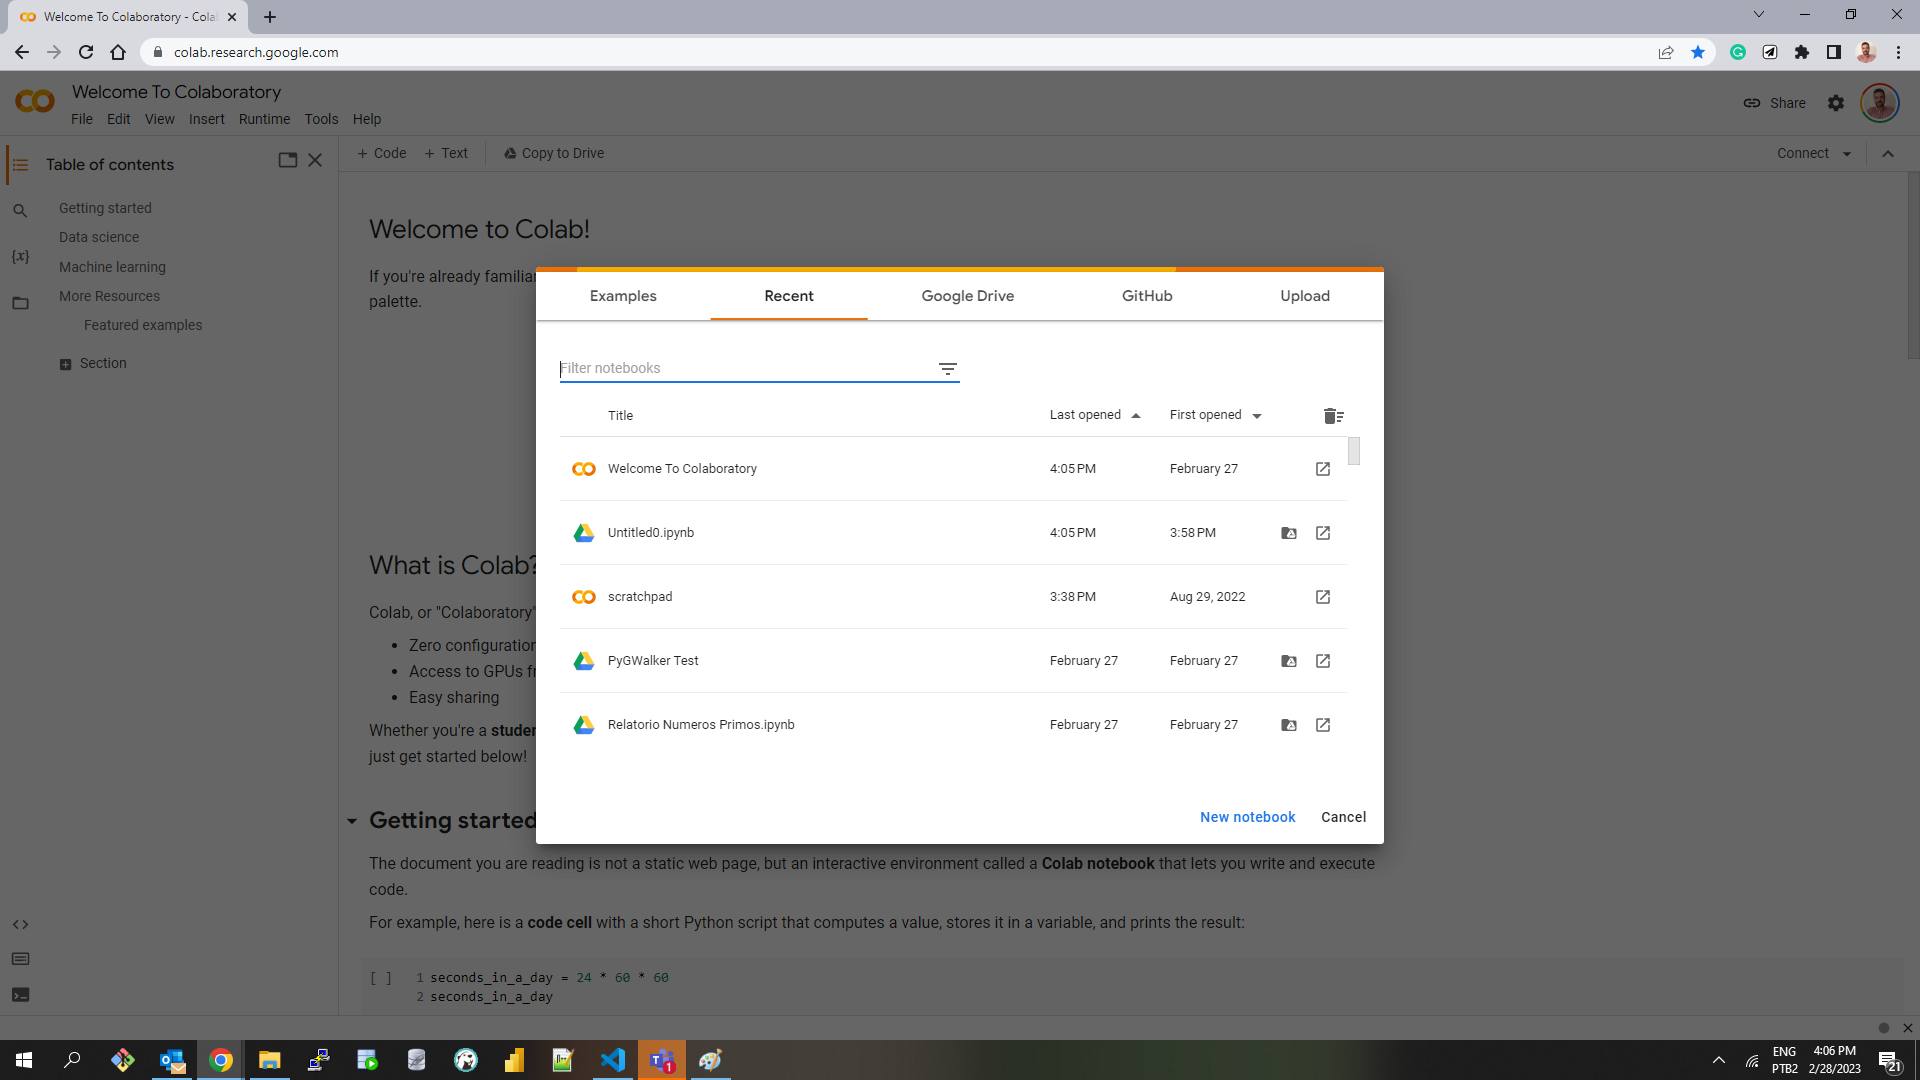 Welcome To Colaboratory - Cola
colab.research.google.com
Welcome To Colaboratory
File Edit View Insert Runtime Tools Help
Share
Table of contents
+ Code + Text Copy to Drive
Connect
Getting started
Data science
Machine learning
More Resources
Featured examples
Section
Welcome to Colab!
If you're already familiar
palette.
Examples Recent Google Drive GitHub Upload
Filter notebooks
Title Last opened First opened
Welcome To Colaboratory 4:05 PM February 27
Untitled0.ipynb 4:05 PM 3:58 PM
scratchpad 3:38 PM Aug 29, 2022
PyGWalker Test February 27 February 27
Relatorio Numeros Primos.ipynb February 27 February 27
New notebook Cancel
What is Colab?
Colab, or "Colaboratory"
Zero configuration
Access to GPUs
Easy sharing
Whether you're a
just get started below!
Getting started
The document you are reading is not a static web page, but an interactive environment called a Colab notebook that lets you write and execute
code.
For example, here is a code cell with a short Python script that computes a value, stores it in a variable, and prints the result:
[ ] 1 seconds_in_a_day = 24 * 60 * 60
2 seconds_in_a_day
ENG 4:06 PM
PTB2 2/28/2023
21
1